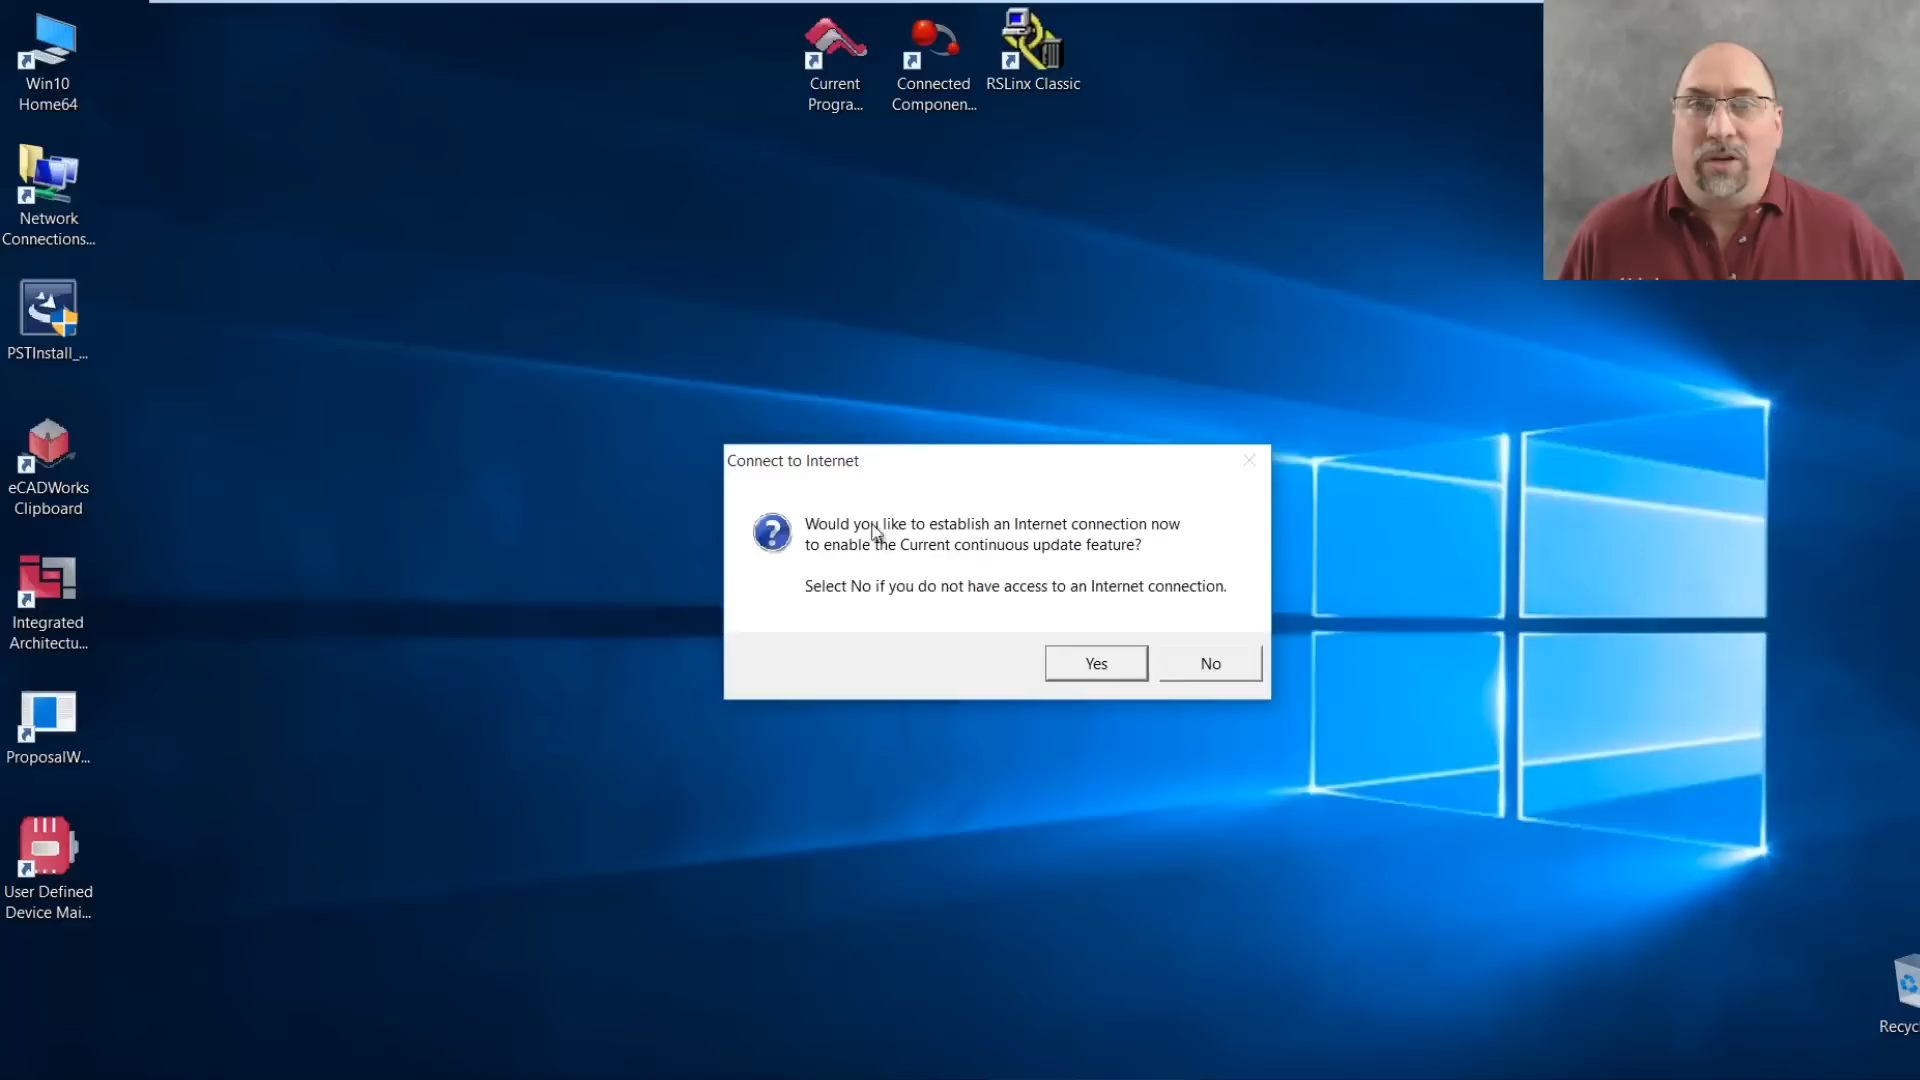 Win10
Home64
Network
Connections...
PSTInstall_...
eCADWorks
Clipboard
Integrated
Architectu...
ProposalW...
User Defined
Device Mai...
Current
Progra...
Connected
Componen...
RSLinx Classic
Connect to Internet
Would you like to establish an Internet connection now
to enable the Current continuous update feature?
Select No if you do not have access to an Internet connection.
Yes
No
Recyc